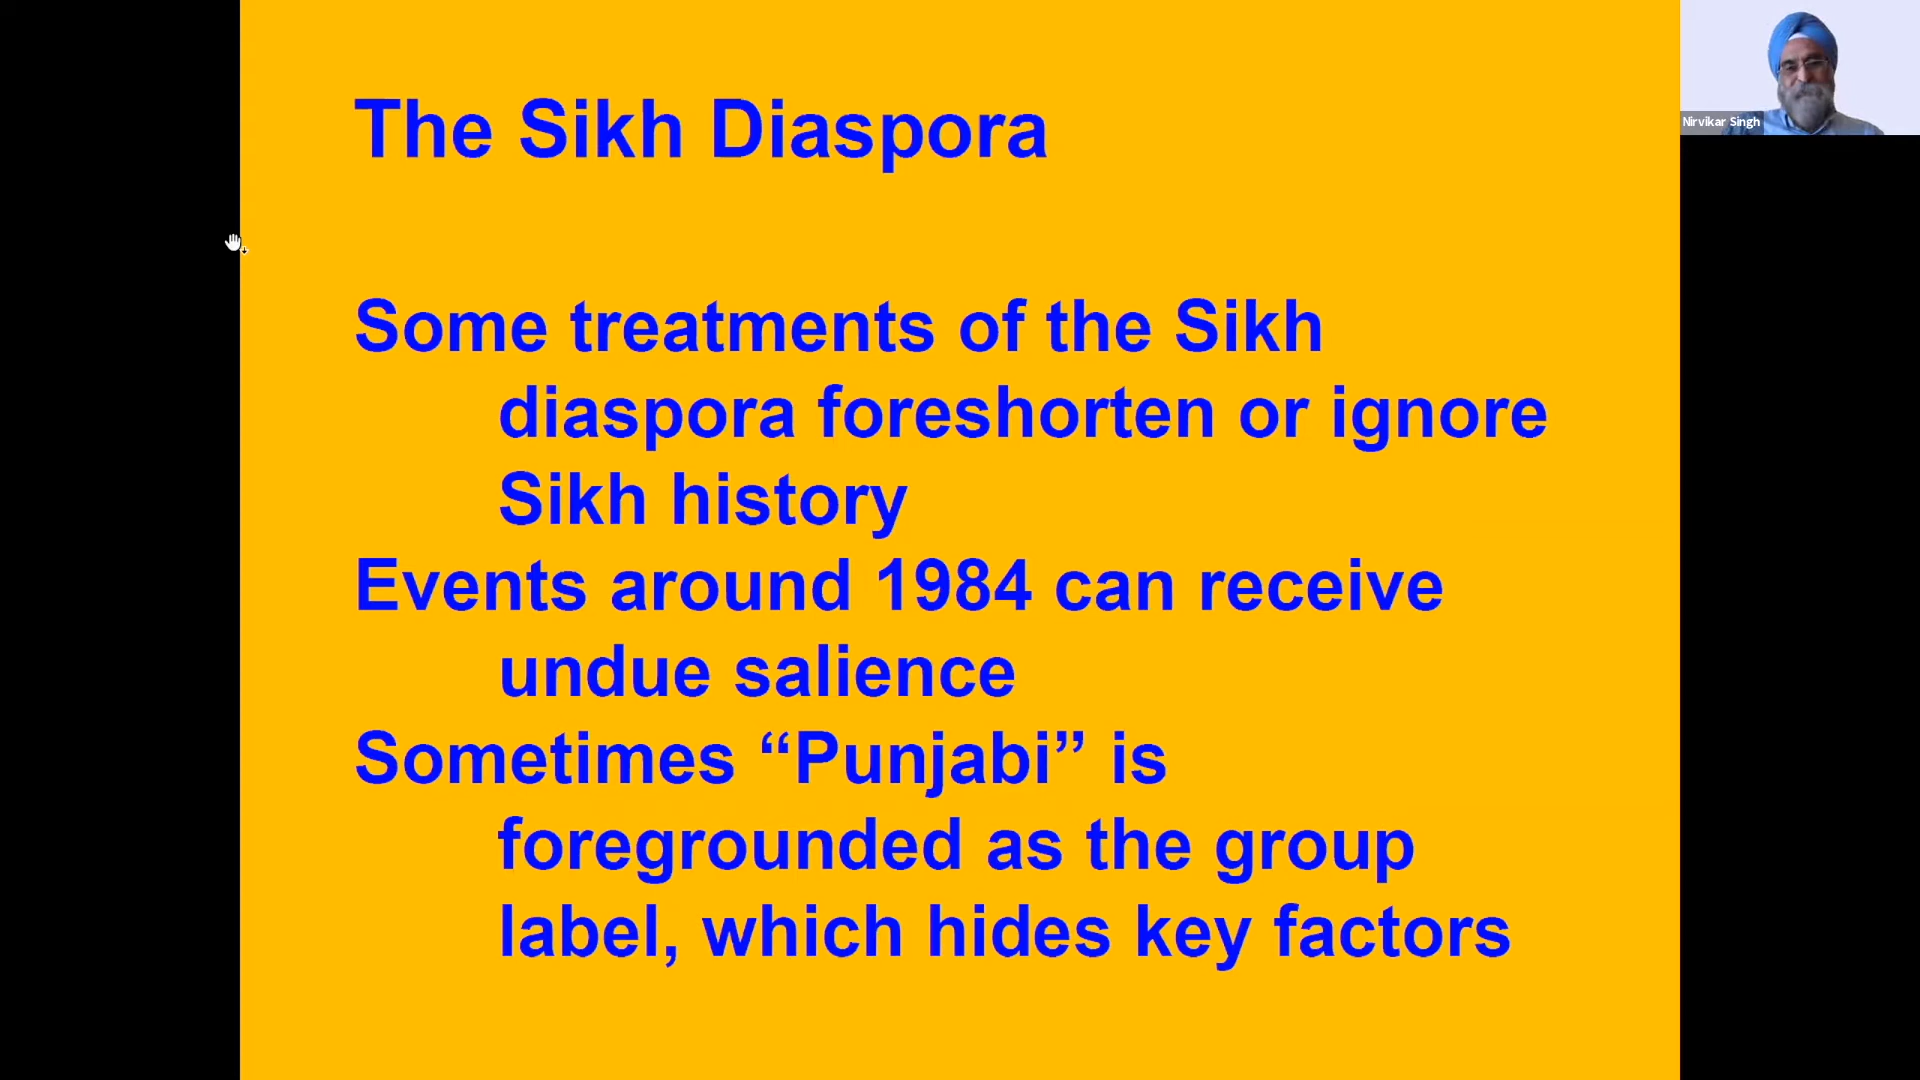 The Sikh Diaspora
Nirvikar Singh
Some treatments of the Sikh
diaspora foreshorten or ignore
Sikh history
Events around 1984 can receive
undue salience
Sometimes “Punjabi” is
foregrounded as the group
label, which hides key factors